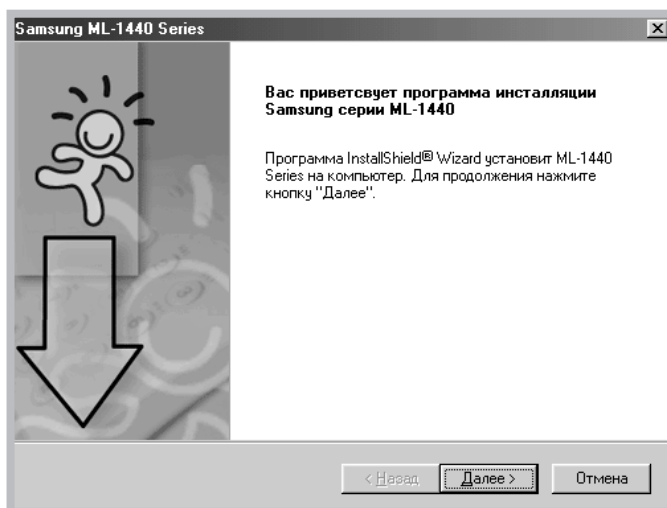 Samsung ML-1440 Series
Вас приветсвует программа инсталляции
Samsung серии ML-1440
Программа InstallShield® Wizard установит ML-1440
Series на компьютер. Для продолжения нажмите
кнопку "Далее".
< Назад
Далее >
Отмена